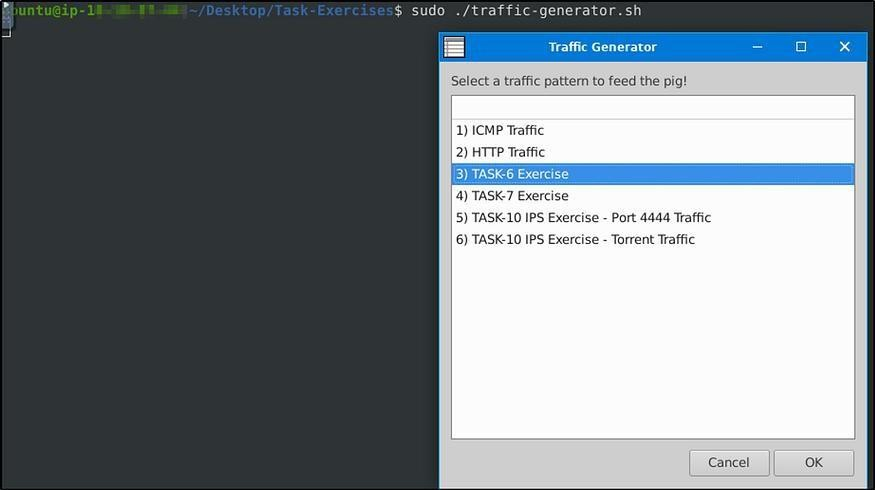 ubuntu@ip-1 ~/Desktop/Task-Exercises$ sudo ./traffic-generator.sh
Traffic Generator
Select a traffic pattern to feed the pig!
1) ICMP Traffic
2) HTTP Traffic
3) TASK-6 Exercise
4) TASK-7 Exercise
5) TASK-10 IPS Exercise - Port 4444 Traffic
6) TASK-10 IPS Exercise - Torrent Traffic
Cancel
OK